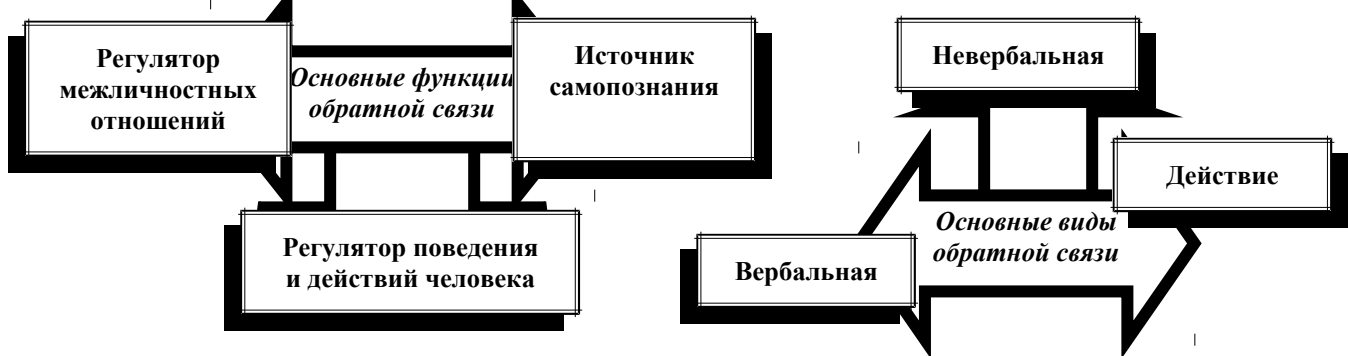 Регулятор
межличностных
отношений
Основные функции
обратной связи
Источник
самопознания
Регулятор поведения
и действий человека
Невербальная
Действие
Основные виды
обратной связи
Вербальная